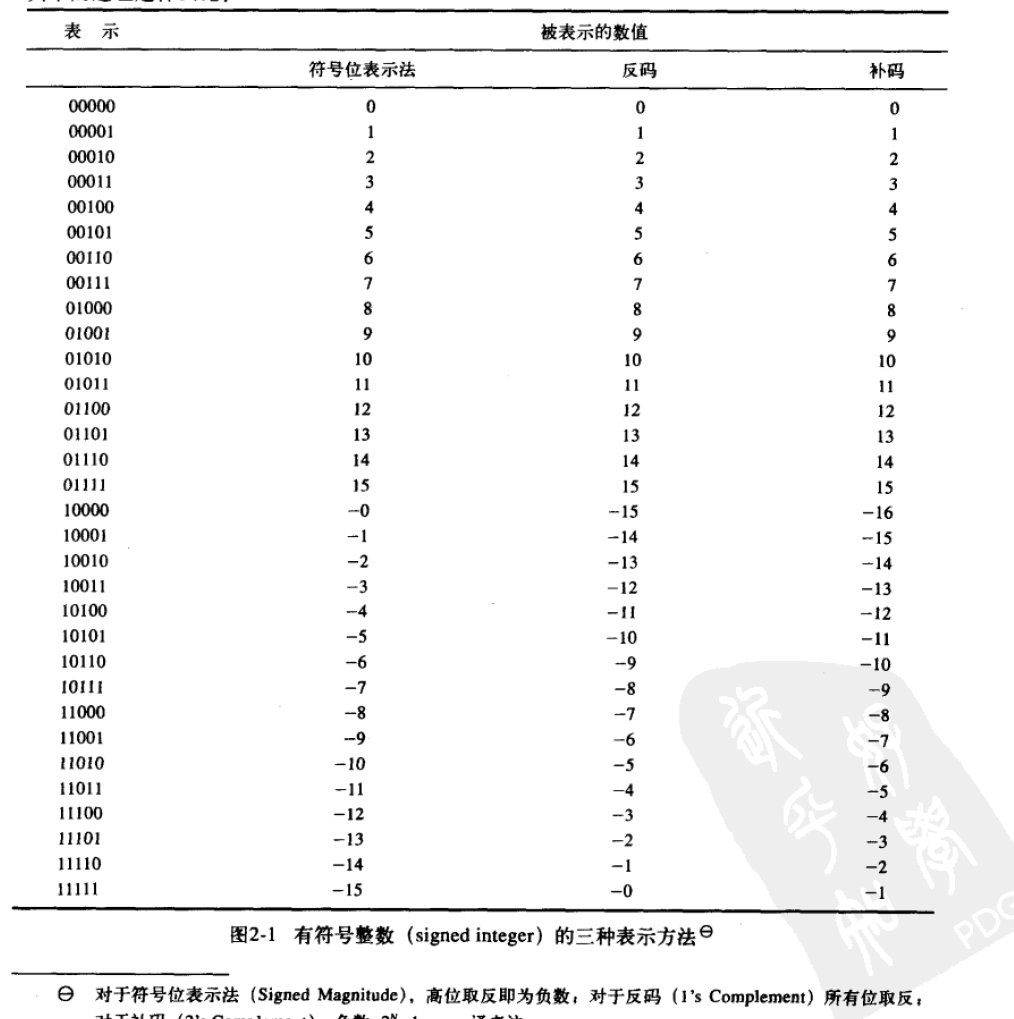 表 示 被表示的数值
符号位表示法 反码 补码
00000 0 0 0
00001 1 1 1
00010 2 2 2
00011 3 3 3
00100 4 4 4
00101 5 5 5
00110 6 6 6
00111 7 7 7
01000 8 8 8
01001 9 9 9
01010 10 10 10
01011 11 11 11
01100 12 12 12
01101 13 13 13
01110 14 14 14
01111 15 15 15
10000 −0 −15 −16
10001 −1 −14 −15
10010 −2 −13 −14
10011 −3 −12 −13
10100 −4 −11 −12
10101 −5 −10 −11
10110 −6 −9 −10
10111 −7 −8 −9
11000 −8 −7 −8
11001 −9 −6 −7
11010 −10 −5 −6
11011 −11 −4 −5
11100 −12 −3 −4
11101 −13 −2 −3
11110 −14 −1 −2
11111 −15 −0 −1
图2-1 有符号整数（signed integer）的三种表示方法⊖
⊖ 对于符号位表示法（Signed Magnitude），高位取反即为负数；对于反码（1's Complement）所有位取反；
PDG